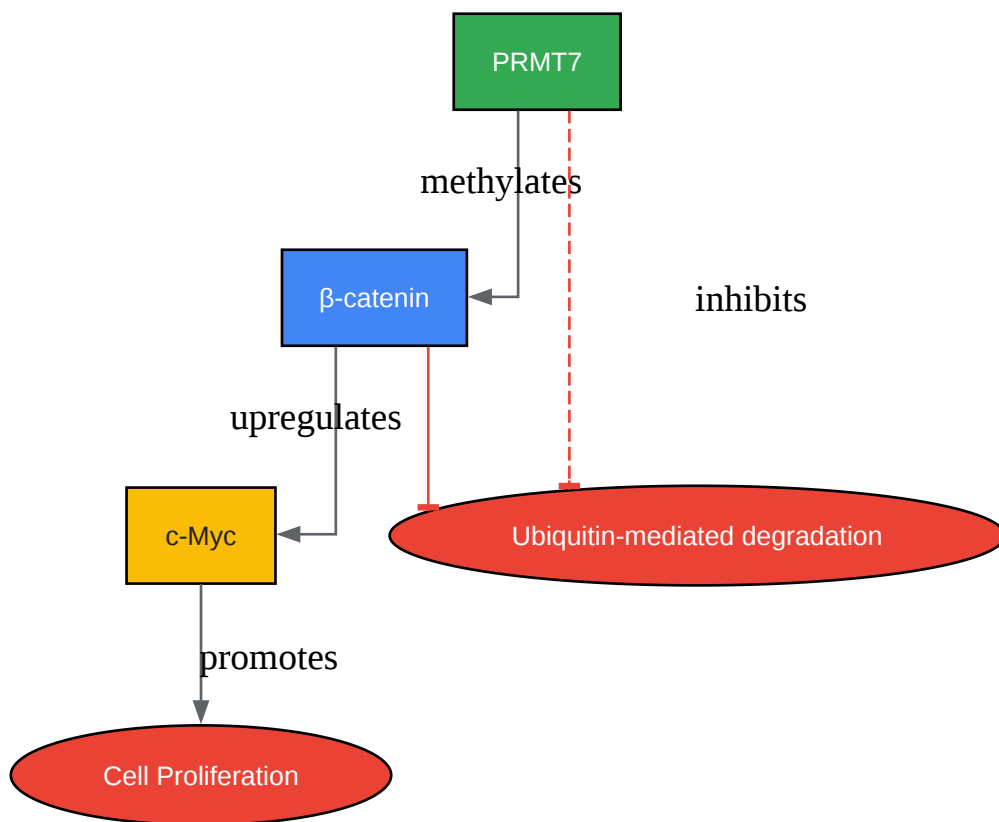 PRMT7
methylates
β-catenin
inhibits
upregulates
c-Myc
Ubiquitin-mediated degradation
promotes
Cell Proliferation